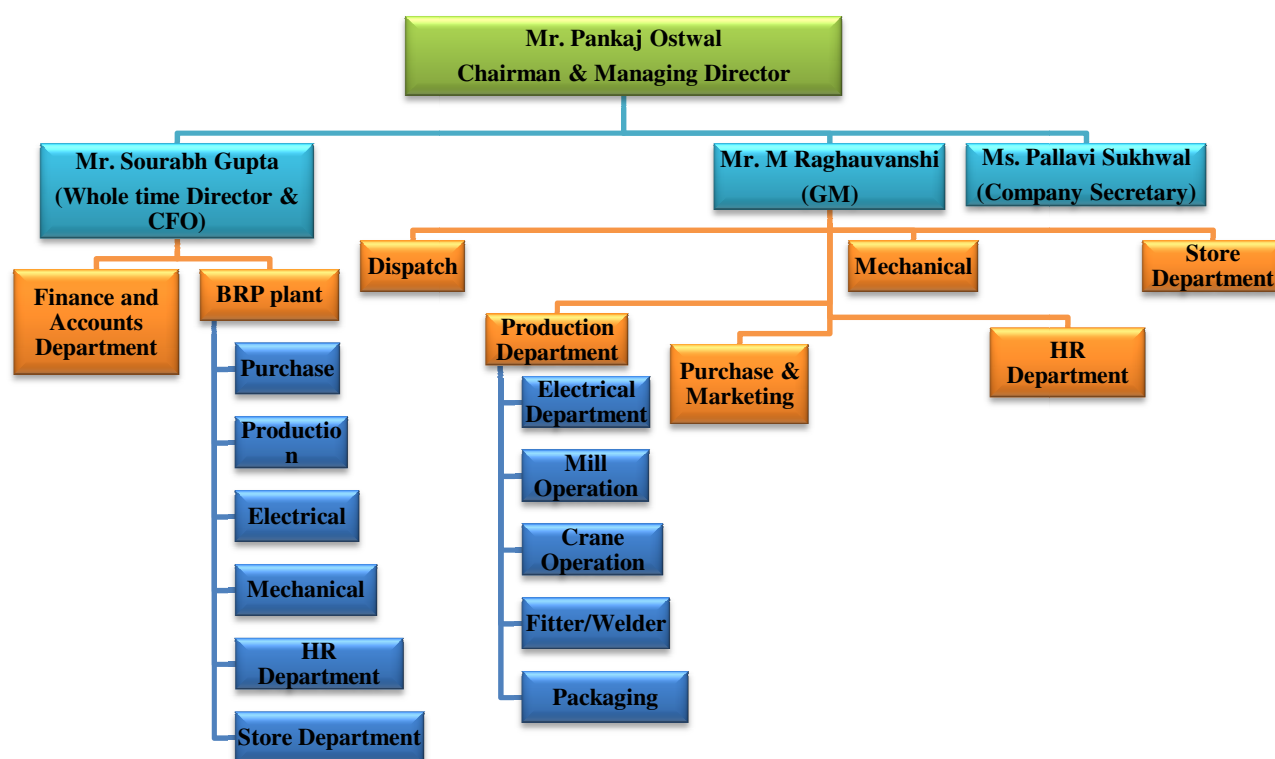 Mr. Pankaj Ostwal
Chairman & Managing Director
Mr. Sourabh Gupta
(Whole time Director &
CFO)
Mr. M Raghauvanshi
(GM)
Ms. Pallavi Sukhwal
(Company Secretary)
Finance and
Accounts
Department
BRP plant
Purchase
Productio
n
Electrical
Mechanical
HR
Department
Store Department
Dispatch
Mechanical
Store
Department
Production
Department
Purchase &
Marketing
HR
Department
Electrical
Department
Mill
Operation
Crane
Operation
Fitter/Welder
Packaging